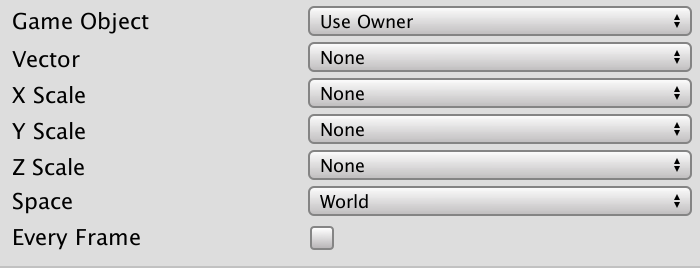 Game Object Use Owner
Vector None
X Scale None
Y Scale None
Z Scale None
Space World
Every Frame